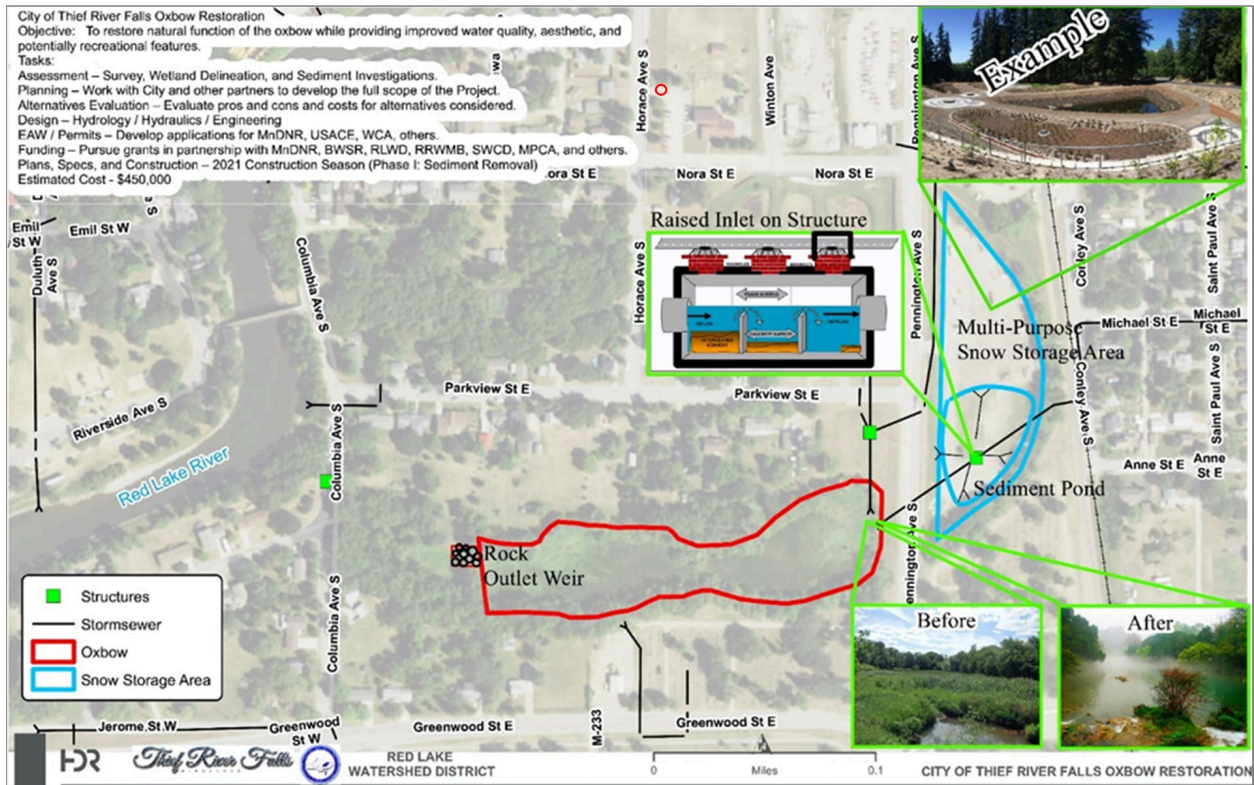 City of Thief River Falls Oxbow Restoration
Objective: To restore natural function of the oxbow while providing improved water quality, aesthetic, and
potentially recreational features.
Tasks:
Assessment – Survey, Wetland Delineation, and Sediment Investigations.
Planning – Work with City and other partners to develop the full scope of the Project.
Alternatives Evaluation – Evaluate pros and cons and costs for alternatives considered.
Design – Hydrology / Hydraulics / Engineering
EAW / Permits – Develop applications for MnDNR, USACE, WCA, others.
Funding – Pursue grants in partnership with MnDNR, BWSR, RLWD, RRWMB, SWCD, MPCA, and others.
Plans, Specs, and Construction – 2021 Construction Season (Phase I: Sediment Removal)
Estimated Cost - $450,000
Example
Horace Ave S
Winton Ave
Pennington Ave S
Nora St E
Nora St E
Emil St W
Emil St W
Duluth Ave S
Columbia Ave S
Raised Inlet on Structure
Horace Ave S
Pennington Ave S
Corley Ave S
Saint Paul Ave S
Multi-Purpose
Snow Storage Area
Michael St E
Michael St E
Conley Ave S
Saint Paul Ave S
Parkview St E
Parkview St E
Riverside Ave S
Red Lake River
Columbia Ave S
Anne St E
Anne St E
Sediment Pond
Rock
Outlet Weir
Structures
Stormsewer
Oxbow
Snow Storage Area
Columbia Ave S
Before
After
Jerome St W
Greenwood St W
Greenwood St E
M-233
Greenwood St E
HDR
Thief River Falls
RED LAKE
WATERSHED DISTRICT
0
Miles
0.1
CITY OF THIEF RIVER FALLS OXBOW RESTORATION